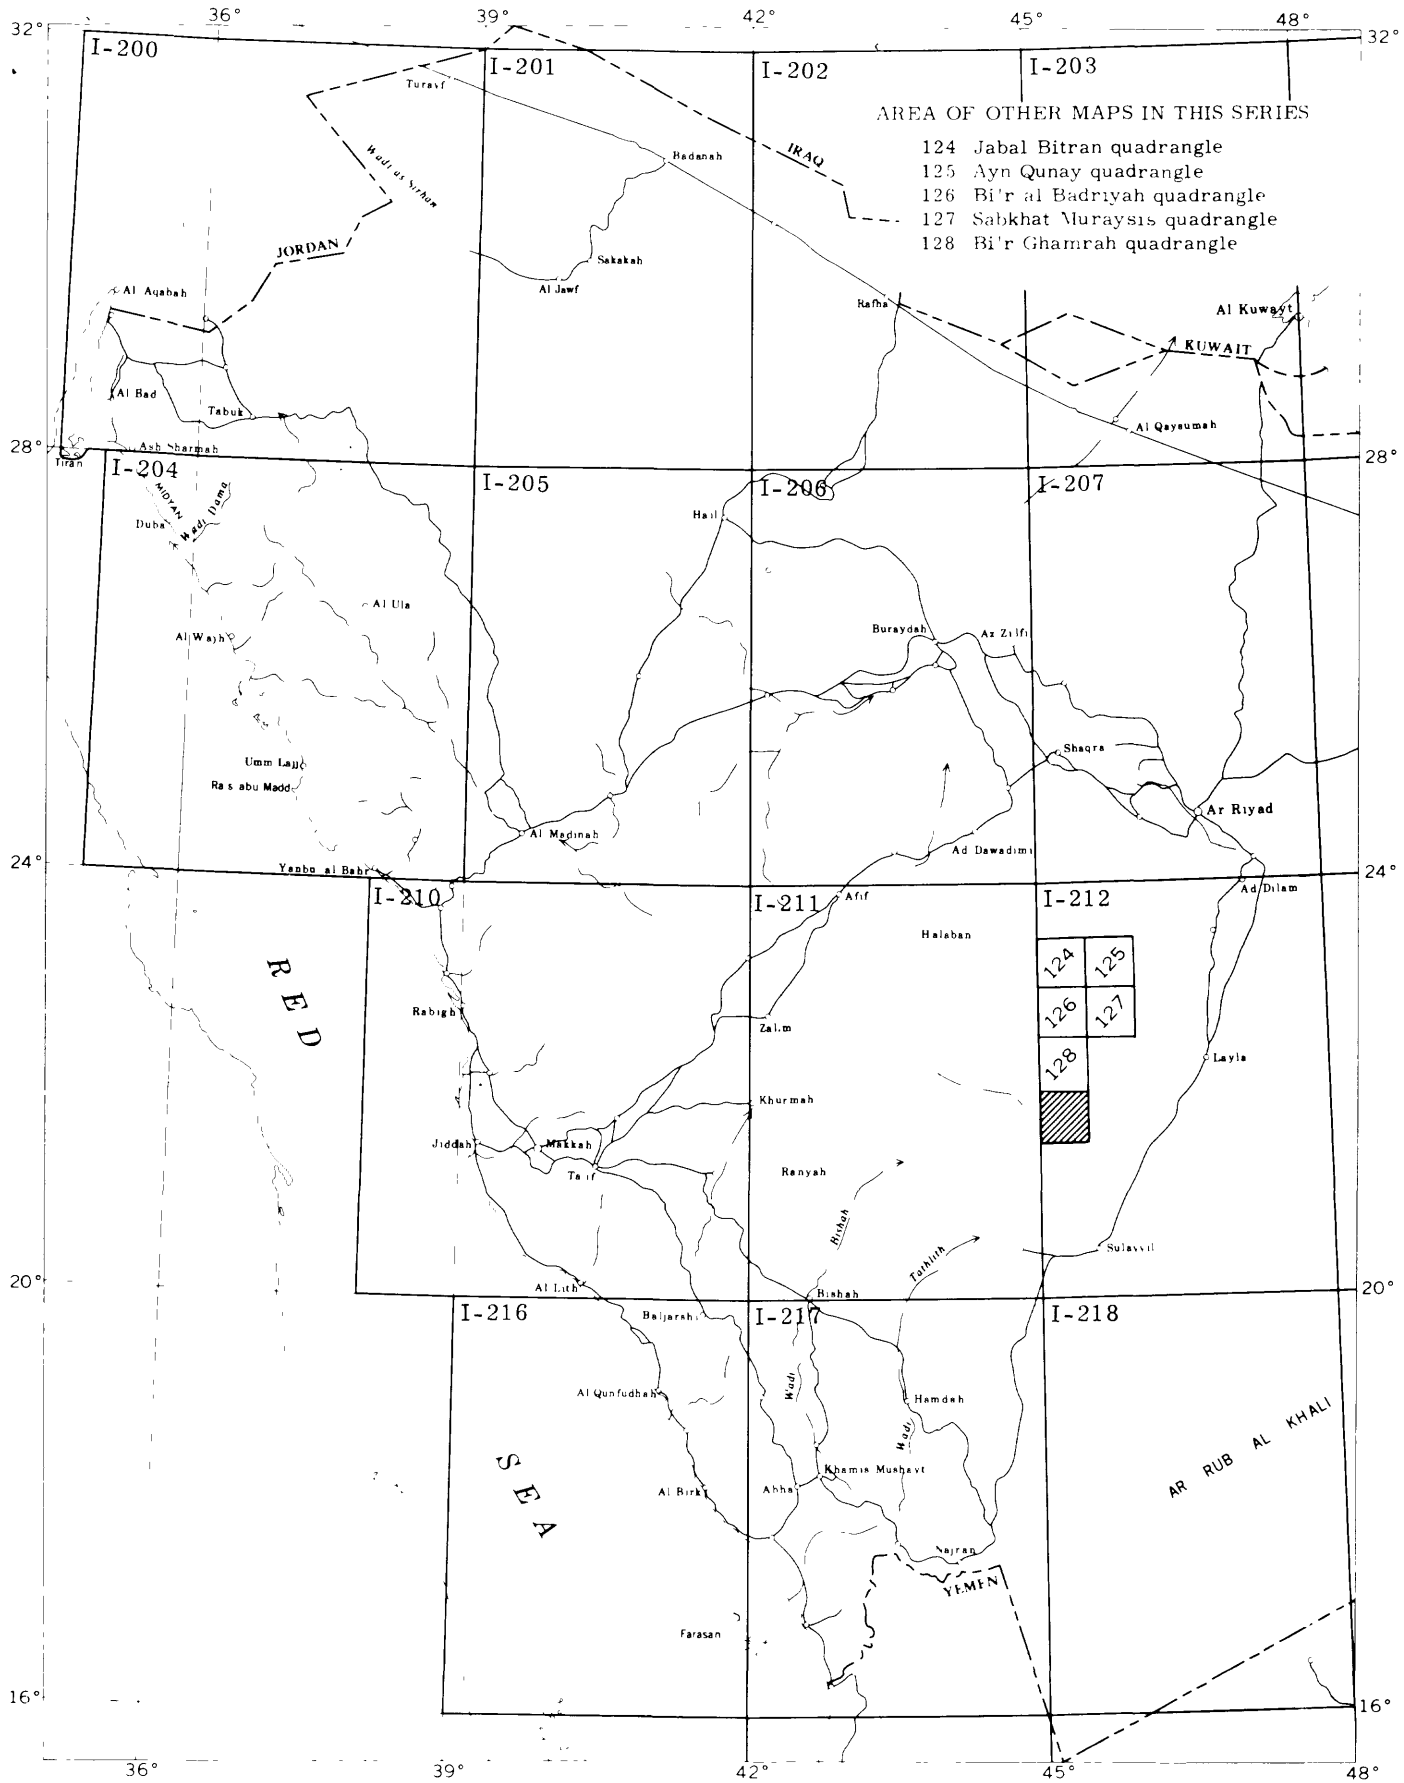 36° 39° 42° 45° 48°
32° 32°
I-200
I-201
I-202
I-203
Turayf
AREA OF OTHER MAPS IN THIS SERIES
124 Jabal Bitran quadrangle
125 Ayn Qunay quadrangle
126 Bi'r al Badriyah quadrangle
127 Sabkhat Muraysis quadrangle
128 Bi'r Ghamrah quadrangle
IRAQ
Badanah
Wadi as Sirhan
JORDAN
Sakakah
Al Jawf
Al Aqabah
Rafha
Al Kuwayt
KUWAIT
Al Bad
Tabuk
Al Qaysumah
28° 28°
Ash Sharmah
Tiran
I-204
I-205
I-206
I-207
MIDYAN
Wadi Dama
Duba
Hail
Al Ula
Al Wajh
Buraydah
Az Zilfi
Umm Lajj
Ras abu Madd
Shaqra
Ar Riyad
Al Madinah
Ad Dawadimi
24° 24°
Yanbu al Bahr
Ad Dilam
I-210
I-211
I-212
Afif
Halaban
124 125
126 127
128
RED
Rabigh
Zalim
Layla
Khurmah
Jiddah
Makkah
Taif
Ranyah
Bishah
Tathlith
Sulayyil
20° 20°
Al Lith
Bishah
I-216
Baljarshi
I-217
I-218
Al Qunfudhah
Wadi
Hamdah
Wadi
AR RUB AL KHALI
SEA
Khamis Mushayt
Al Birk
Abha
Najran
YEMEN
Farasan
16° 16°
36° 39° 42° 45° 48°